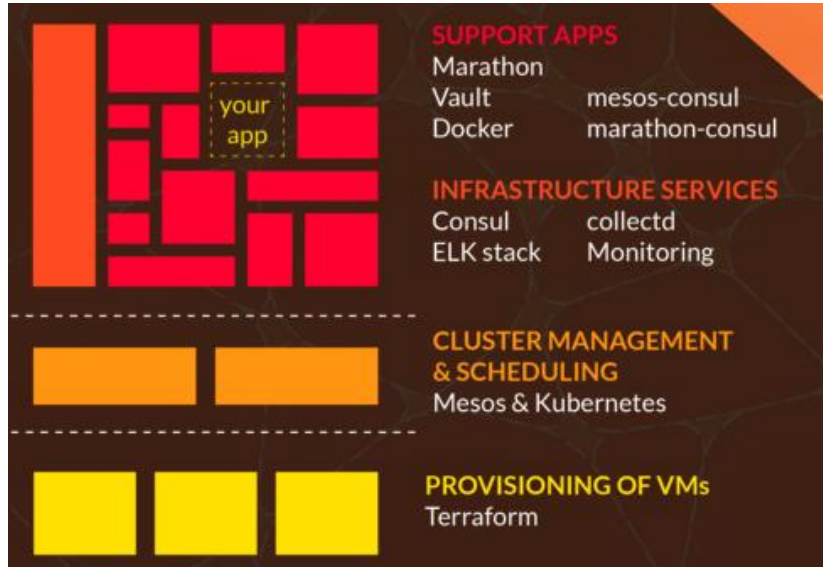 your
app
SUPPORT APPS
Marathon
Vault mesos-consul
Docker marathon-consul
INFRASTRUCTURE SERVICES
Consul collectd
ELK stack Monitoring
CLUSTER MANAGEMENT
& SCHEDULING
Mesos & Kubernetes
PROVISIONING OF VMs
Terraform